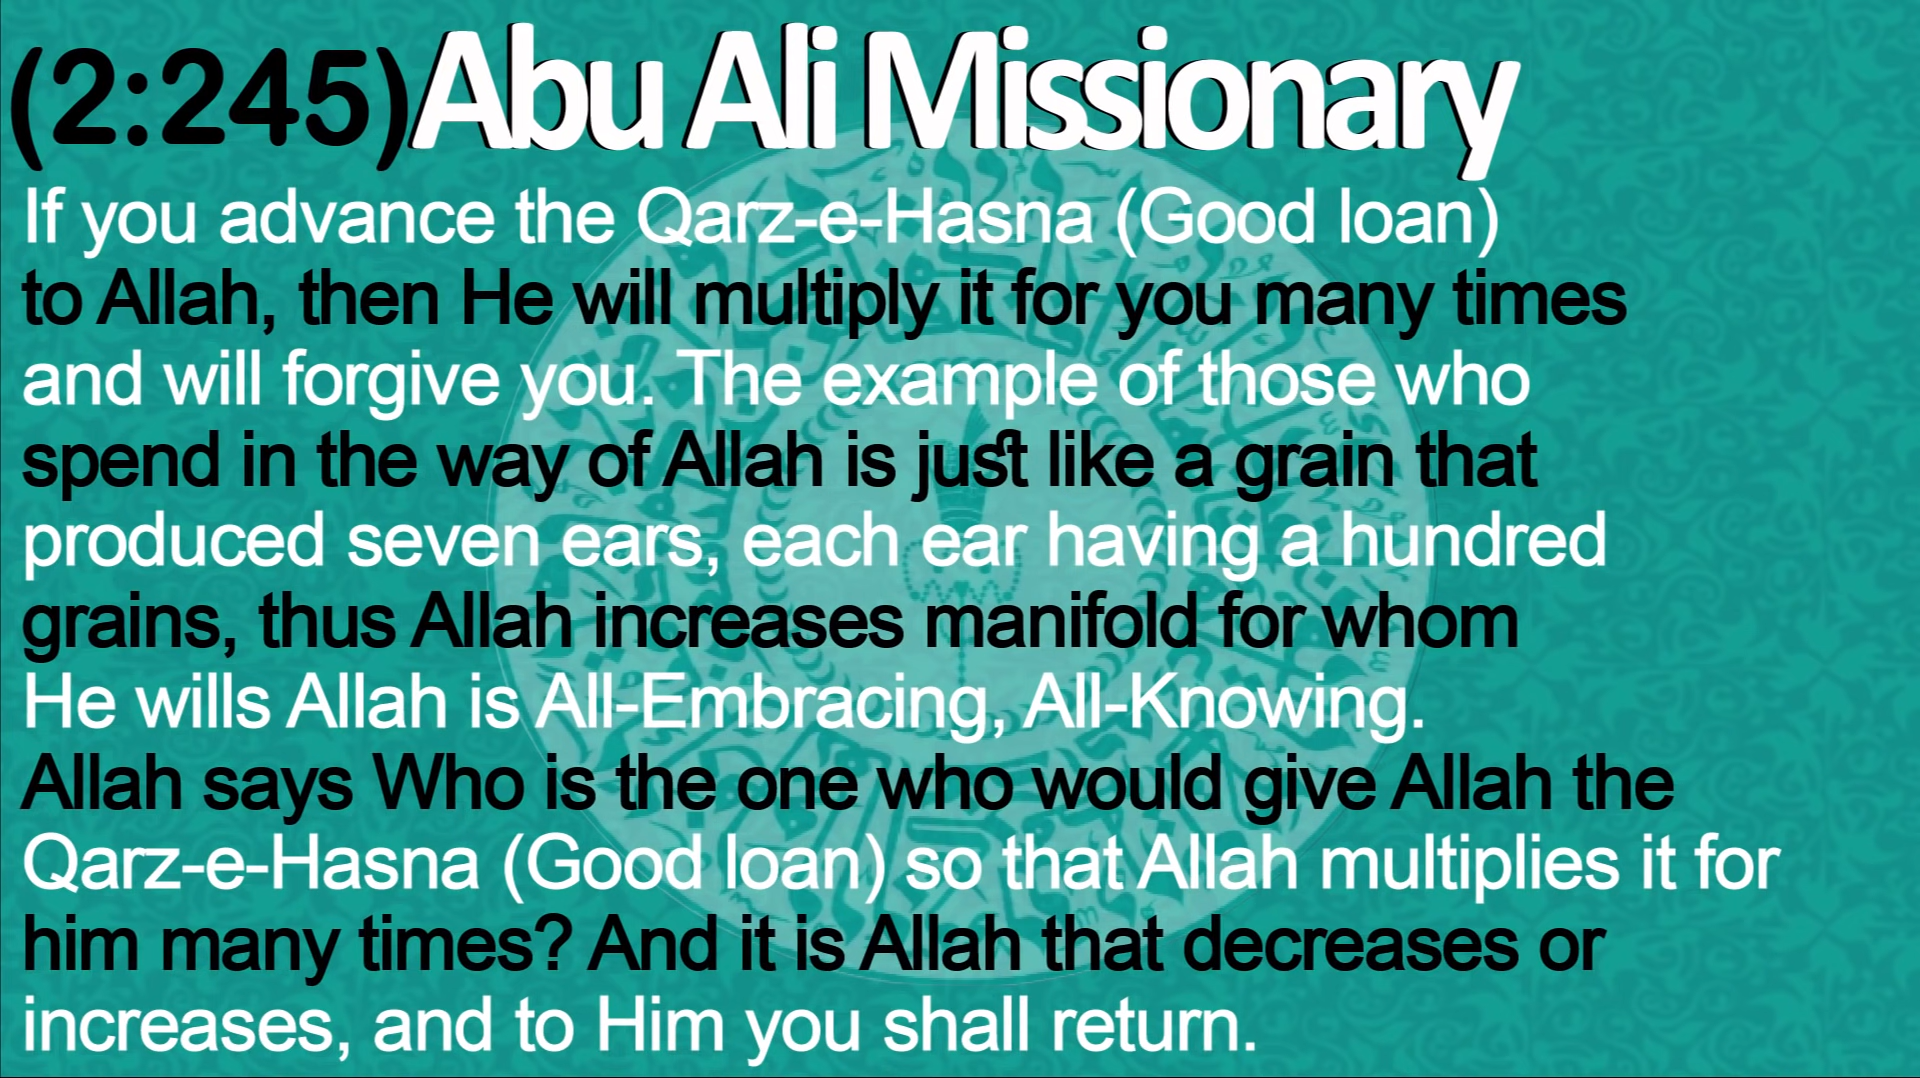 (2:245)Abu Ali Missionary
If you advance the Qarz-e-Hasna (Good loan)
to Allah, then He will multiply it for you many times
and will forgive you. The example of those who
spend in the way of Allah is just like a grain that
produced seven ears, each ear having a hundred
grains, thus Allah increases manifold for whom
He wills Allah is All-Embracing, All-Knowing.
Allah says Who is the one who would give Allah the
Qarz-e-Hasna (Good loan) so that Allah multiplies it for
him many times? And it is Allah that decreases or
increases, and to Him you shall return.